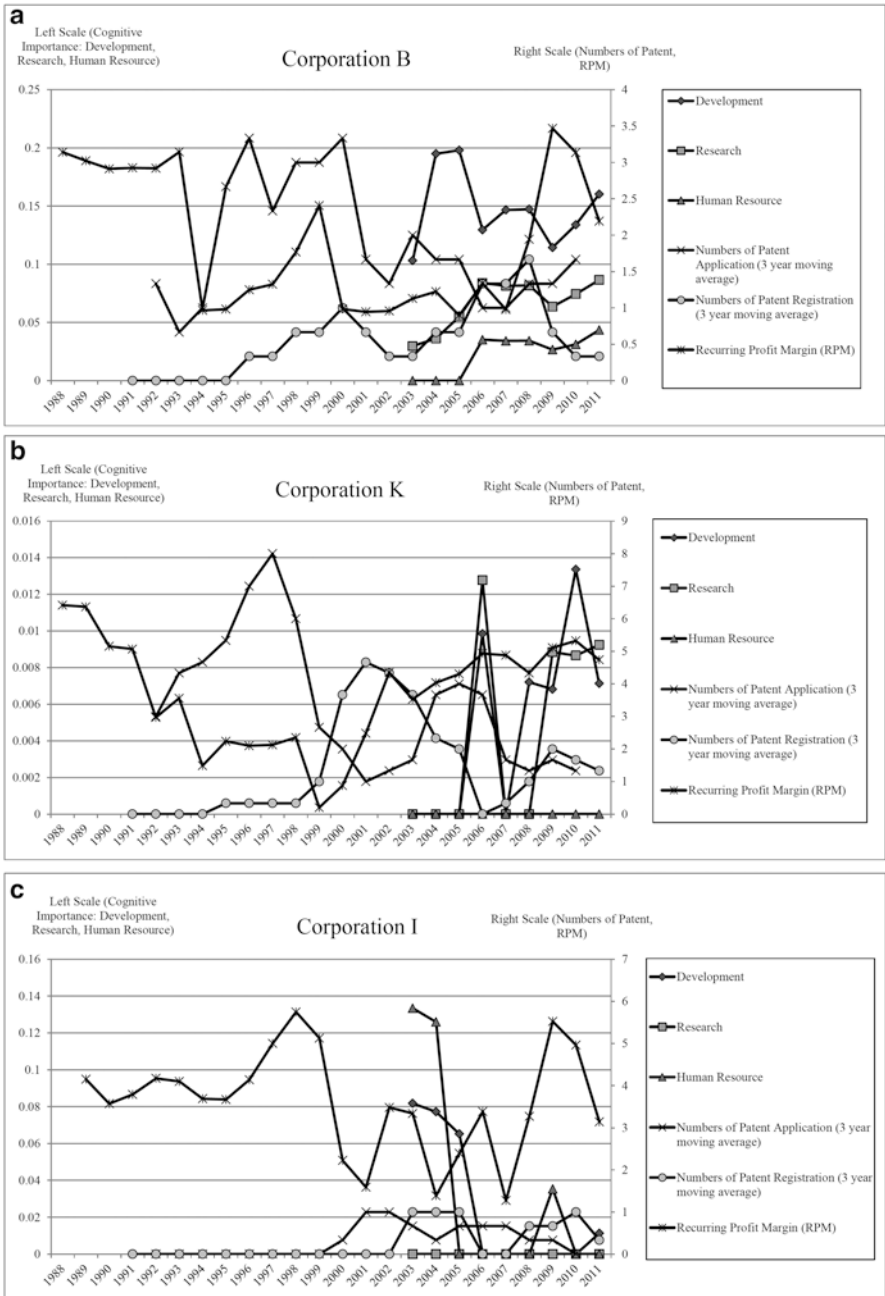 a
Left Scale (Cognitive
Importance: Development,
Research, Human Resource)
Corporation B
Right Scale (Numbers of Patent,
RPM)
0.25
0.2
0.15
0.1
0.05
0
4
3.5
3
2.5
2
1.5
1
0.5
0
1988 1989 1990 1991 1992 1993 1994 1995 1996 1997 1998 1999 2000 2001 2002 2003 2004 2005 2006 2007 2008 2009 2010 2011
Development
Research
Human Resource
Numbers of Patent
Application (3 year moving
average)
Numbers of Patent Registration
(3 year moving average)
Recurring Profit Margin (RPM)
b
Left Scale (Cognitive
Importance: Development,
Research, Human Resource)
Corporation K
Right Scale (Numbers of Patent,
RPM)
0.016
0.014
0.012
0.01
0.008
0.006
0.004
0.002
0
9
8
7
6
5
4
3
2
1
0
1988 1989 1990 1991 1992 1993 1994 1995 1996 1997 1998 1999 2000 2001 2002 2003 2004 2005 2006 2007 2008 2009 2010 2011
Development
Research
Human Resource
Numbers of Patent Application (3
year moving average)
Numbers of Patent Registration (3
year moving average)
Recurring Profit Margin (RPM)
c
Left Scale (Cognitive
Importance: Development,
Research, Human Resource)
Corporation I
Right Scale (Numbers of Patent,
RPM)
0.16
0.14
0.12
0.1
0.08
0.06
0.04
0.02
0
7
6
5
4
3
2
1
0
1988 1989 1990 1991 1992 1993 1994 1995 1996 1997 1998 1999 2000 2001 2002 2003 2004 2005 2006 2007 2008 2009 2010 2011
Development
Research
Human Resource
Numbers of Patent Application (3 year
moving average)
Numbers of Patent Registration (3 year
moving average)
Recurring Profit Margin (RPM)